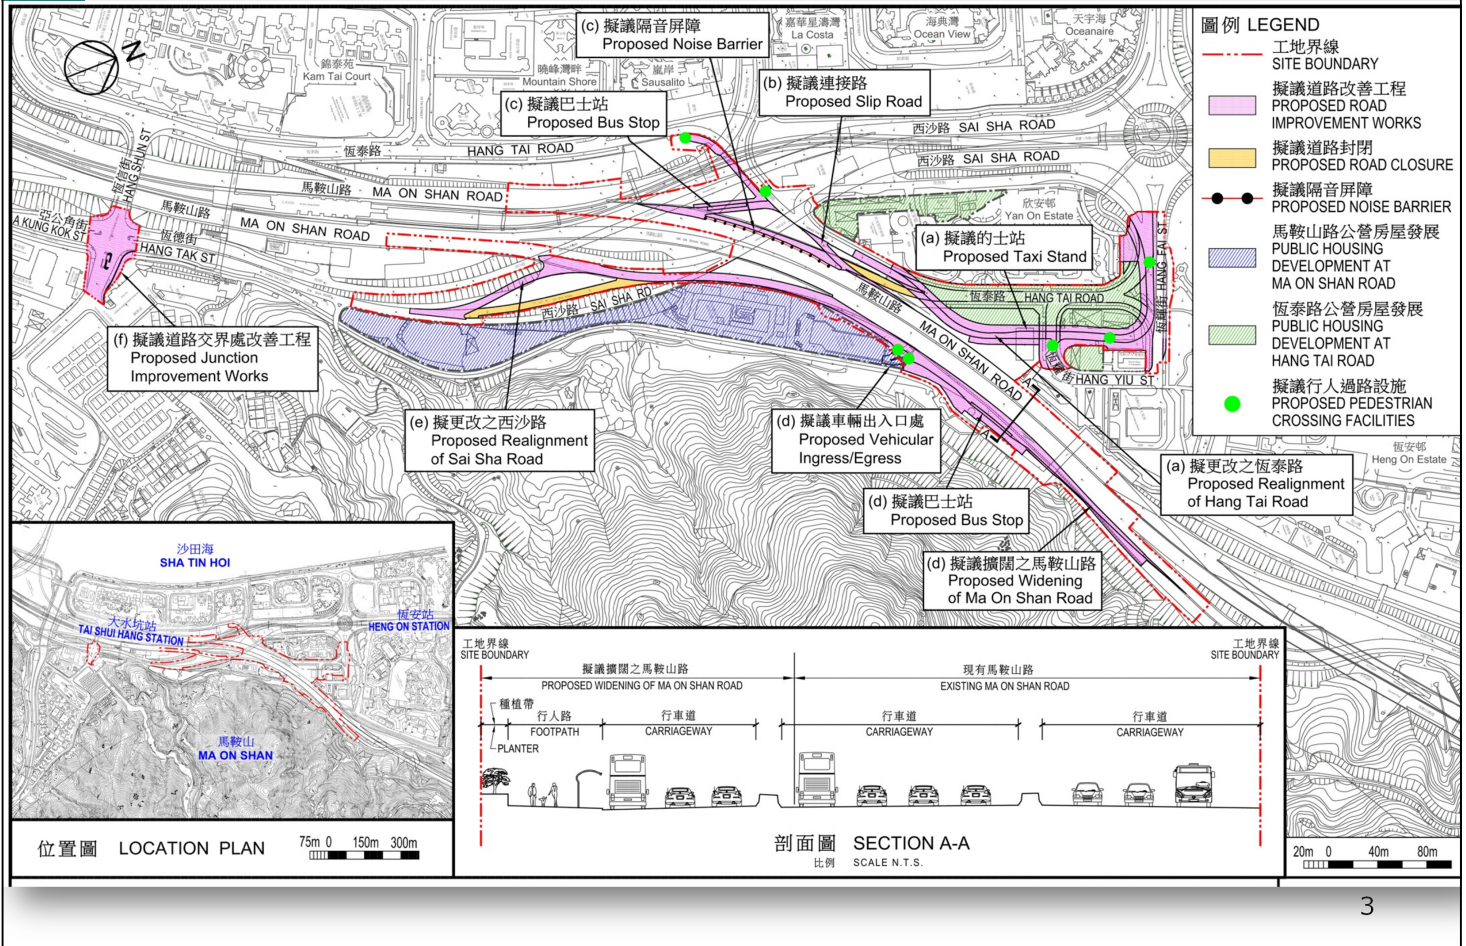 (c) 擬議隔音屏障
Proposed Noise Barrier
嘉華星濤灣
La Costa
海典灣
Ocean View
天宇海
Oceanaire
錦泰苑
Kam Tai Court
曉峰灣畔
Mountain Shore
嵐岸
Sausalito
(b) 擬議連接路
Proposed Slip Road
(c) 擬議巴士站
Proposed Bus Stop
N
西沙路 SAI SHA ROAD
西沙路 SAI SHA ROAD
恆泰路 HANG TAI ROAD
恆信街
HANG SHUN ST
馬鞍山路 MA ON SHAN ROAD
馬鞍山路
MA ON SHAN ROAD
亞公角街
A KUNG KOK ST
恆德街
HANG TAK ST
欣安邨
Yan On Estate
(a) 擬議的士站
Proposed Taxi Stand
恆泰路 HANG TAI ROAD
恆輝街 HANG FAI ST
西沙路 SAI SHA RD
馬鞍山路
MA ON SHAN ROAD
HANG YIU ST
A
A
(f) 擬議道路交界處改善工程
Proposed Junction
Improvement Works
(e) 擬更改之西沙路
Proposed Realignment
of Sai Sha Road
(d) 擬議車輛出入口處
Proposed Vehicular
Ingress/Egress
(d) 擬議巴士站
Proposed Bus Stop
(d) 擬議擴闊之馬鞍山路
Proposed Widening
of Ma On Shan Road
(a) 擬更改之恆泰路
Proposed Realignment
of Hang Tai Road
恆安邨
Heng On Estate
圖例 LEGEND
工地界線
SITE BOUNDARY
擬議道路改善工程
PROPOSED ROAD
IMPROVEMENT WORKS
擬議道路封閉
PROPOSED ROAD CLOSURE
擬議隔音屏障
PROPOSED NOISE BARRIER
馬鞍山路公營房屋發展
PUBLIC HOUSING
DEVELOPMENT AT
MA ON SHAN ROAD
恆泰路公營房屋發展
PUBLIC HOUSING
DEVELOPMENT AT
HANG TAI ROAD
擬議行人過路設施
PROPOSED PEDESTRIAN
CROSSING FACILITIES
沙田海
SHA TIN HOI
大水坑站
TAI SHUI HANG STATION
恆安站
HENG ON STATION
馬鞍山
MA ON SHAN
位置圖 LOCATION PLAN
75m 0 150m 300m
工地界線
SITE BOUNDARY
工地界線
SITE BOUNDARY
擬議擴闊之馬鞍山路
PROPOSED WIDENING OF MA ON SHAN ROAD
現有馬鞍山路
EXISTING MA ON SHAN ROAD
種植帶
PLANTER
行人路
FOOTPATH
行車道
CARRIAGEWAY
行車道
CARRIAGEWAY
行車道
CARRIAGEWAY
剖面圖 SECTION A-A
比例 SCALE N.T.S.
20m 0 40m 80m
3